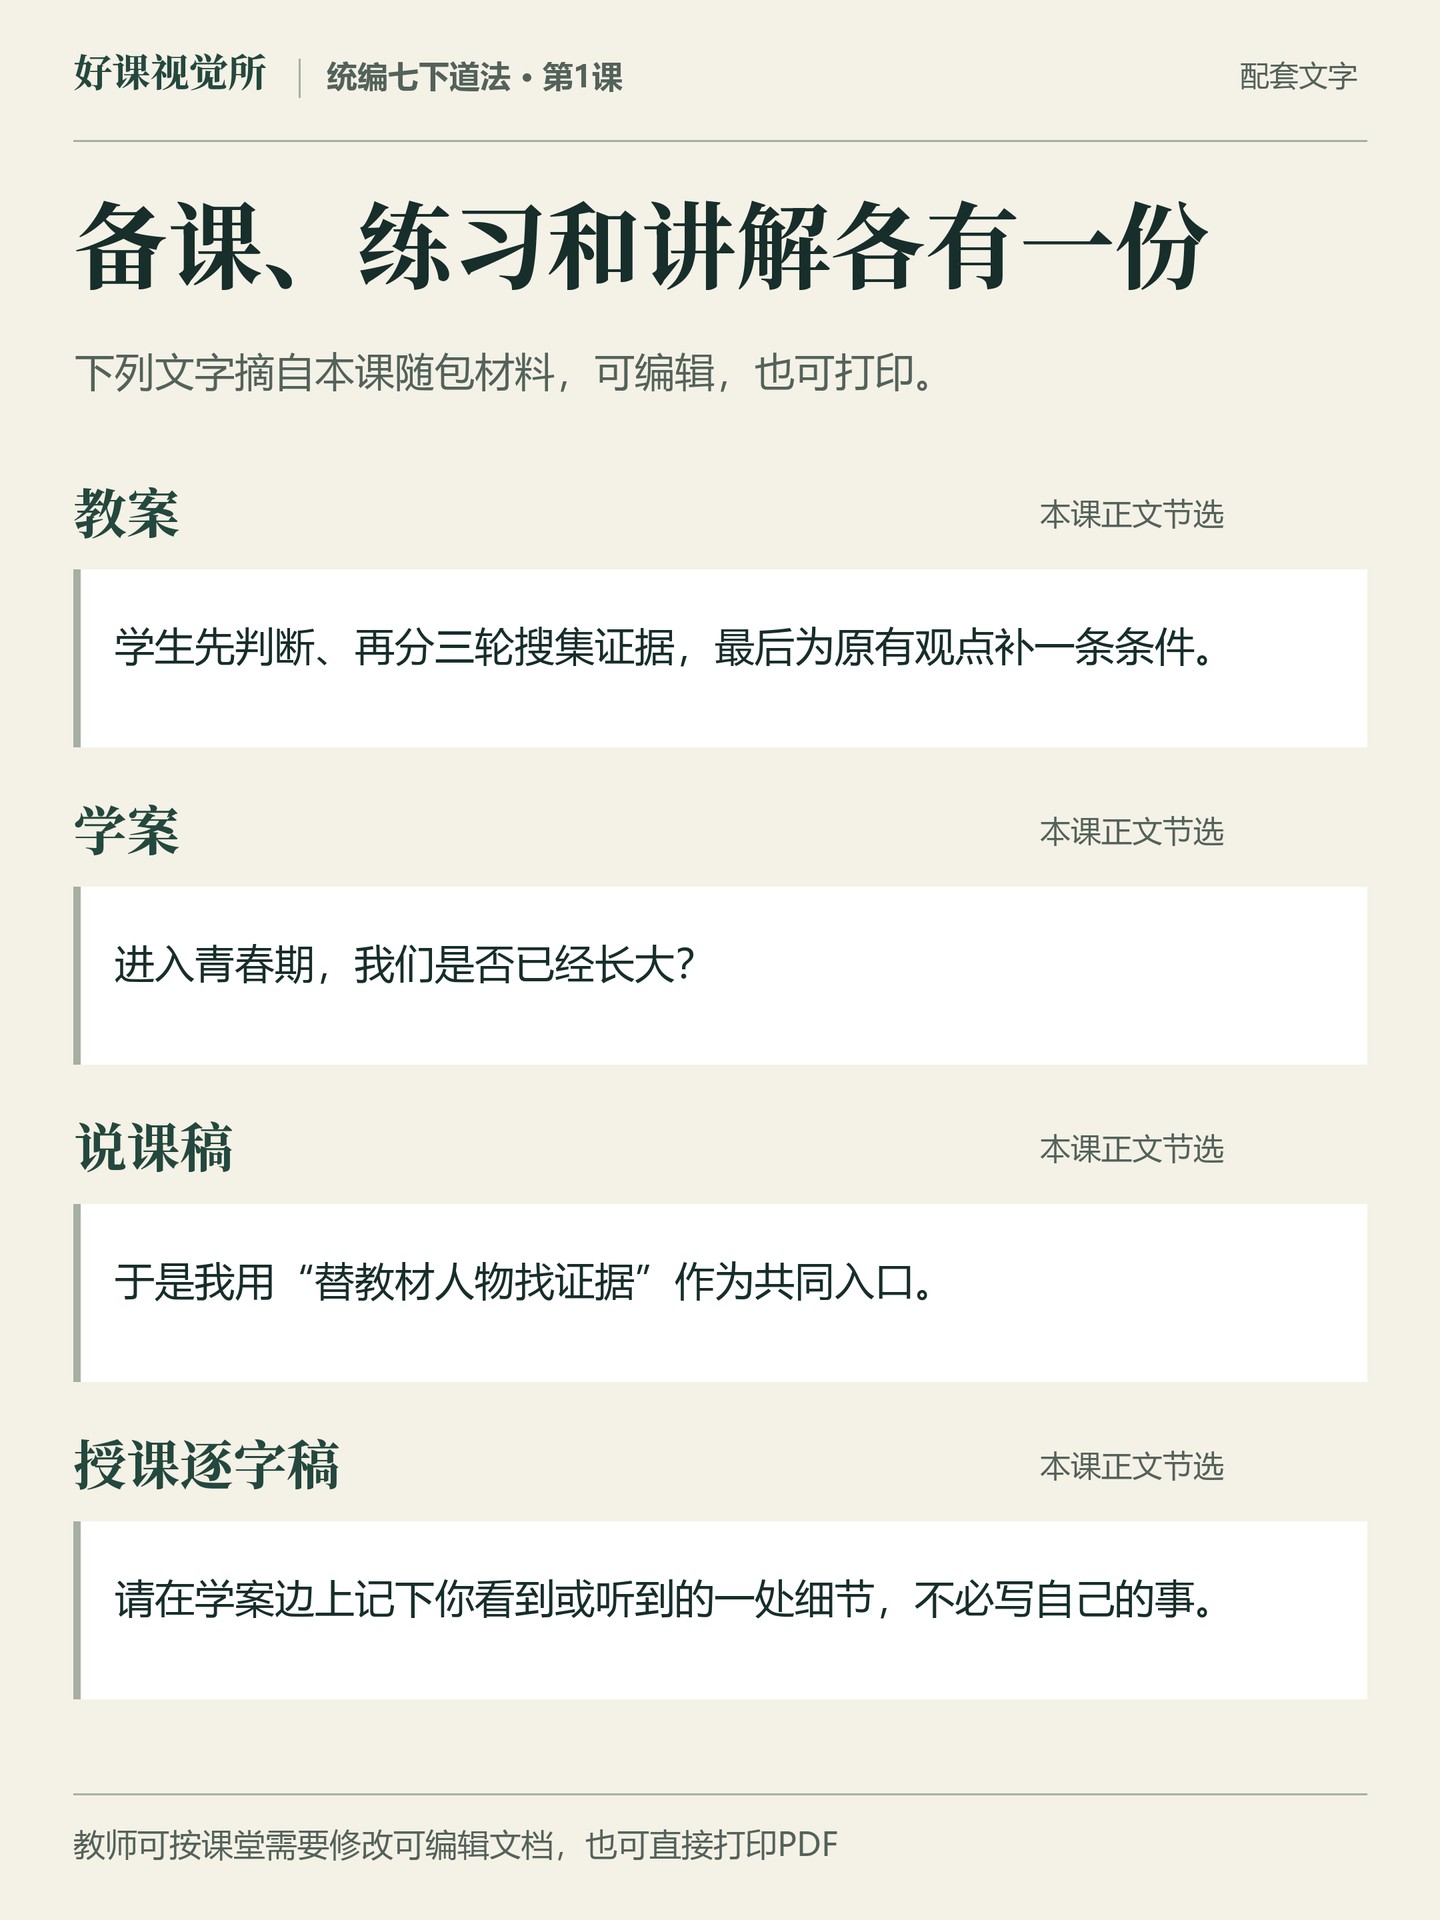 好课视觉所 | 统编七下道法·第1课 配套文字
备课、练习和讲解各有一份
下列文字摘自本课随包材料，可编辑，也可打印。
教案 本课正文节选
学生先判断、再分三轮搜集证据，最后为原有观点补一条条件。
学案 本课正文节选
进入青春期，我们是否已经长大？
说课稿 本课正文节选
于是我用“替教材人物找证据”作为共同入口。
授课逐字稿 本课正文节选
请在学案边上记下你看到或听到的一处细节，不必写自己的事。
教师可按课堂需要修改可编辑文档，也可直接打印PDF